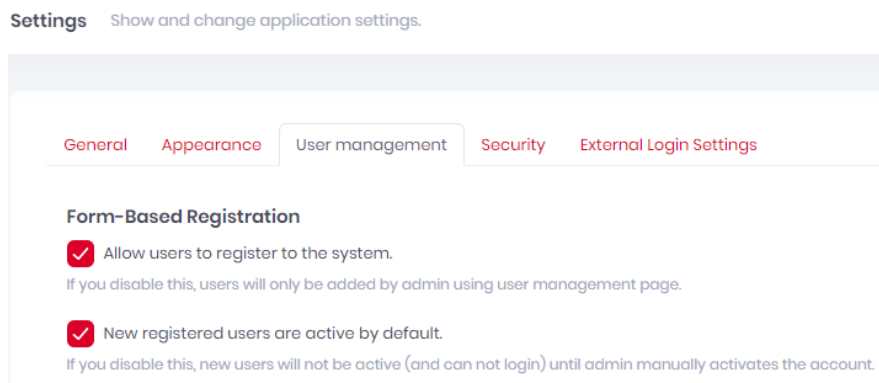 Settings Show and change application settings.
General Appearance User management Security External Login Settings
Form-Based Registration
Allow users to register to the system.
If you disable this, users will only be added by admin using user management page.
New registered users are active by default.
If you disable this, new users will not be active (and can not login) until admin manually activates the account.